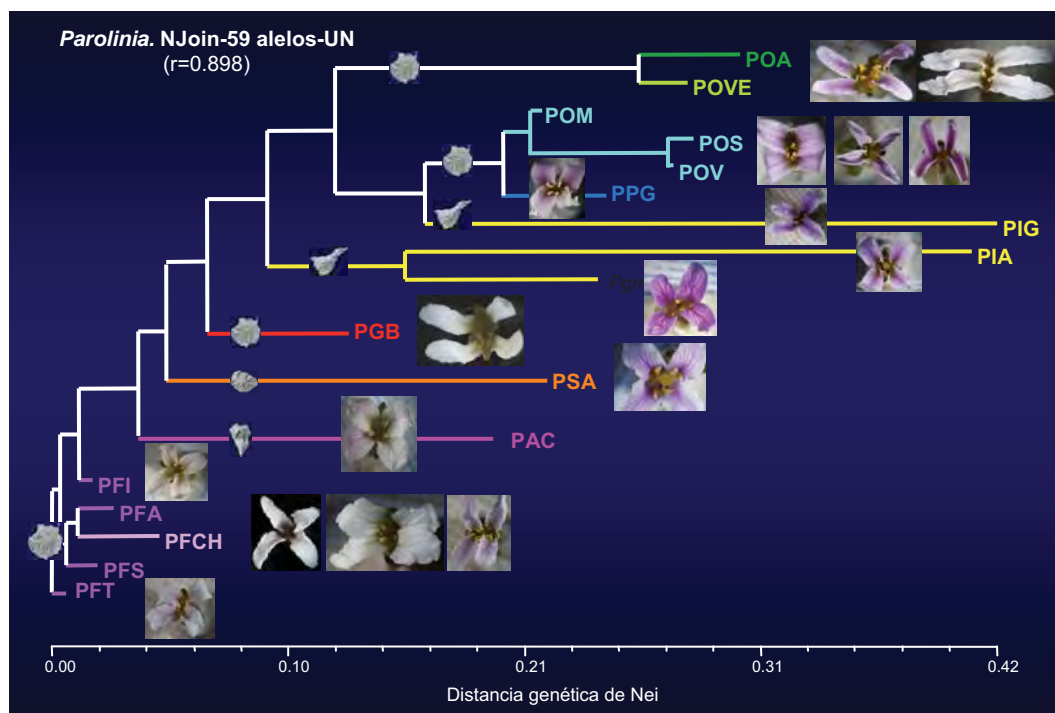 Parolinia. NJoin-59 alelos-UN
(r=0.898)
POA
POVE
POM
POS
POV
PPG
PIG
PIA
PGB
PSA
PAC
PFI
PFA
PFCH
PFS
PFT
0.00 0.10 0.21 0.31 0.42
Distancia genética de Nei